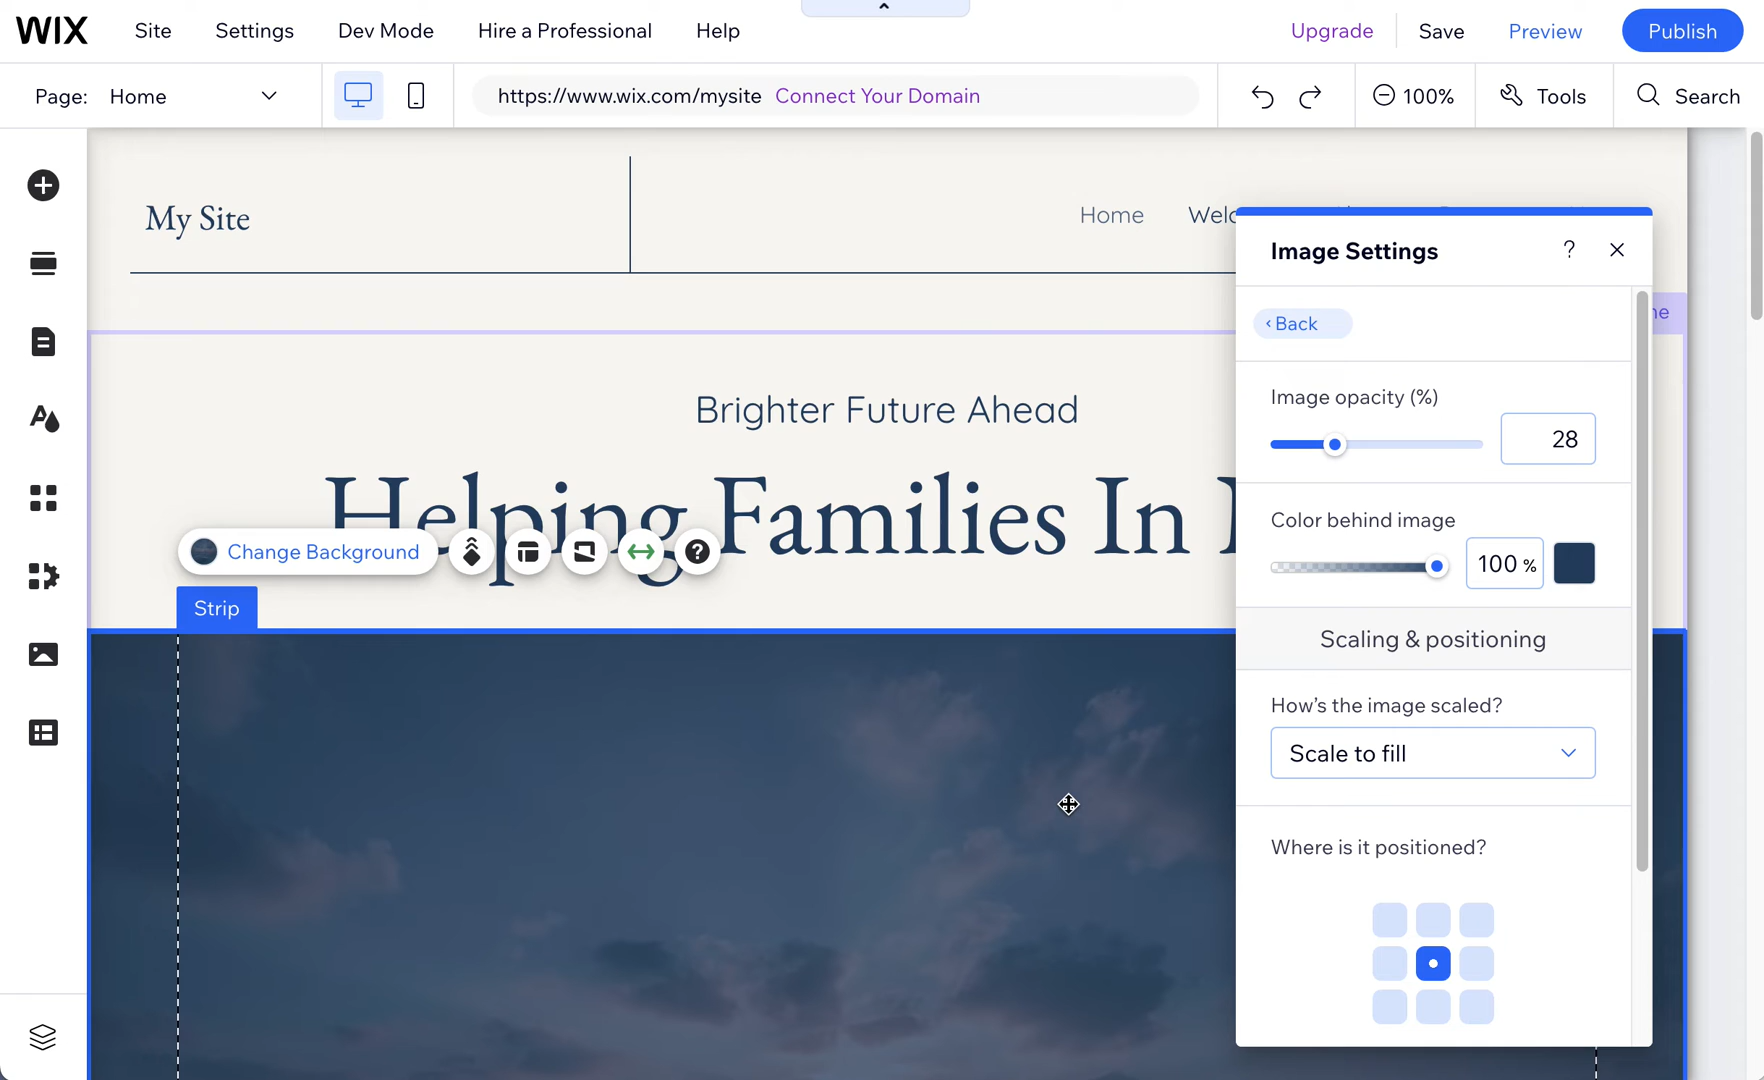 WIX
Site
Settings
Dev Mode
Hire a Professional
Help
Upgrade
Save
Preview
Publish
Page: Home
https://www.wix.com/mysite Connect Your Domain
100%
Tools
Search
My Site
Home
Image Settings
?
‹ Back
Image opacity (%)
28
Brighter Future Ahead
Helping Families In
Color behind image
100 %
Change Background
?
Strip
Scaling & positioning
How's the image scaled?
Scale to fill
Where is it positioned?